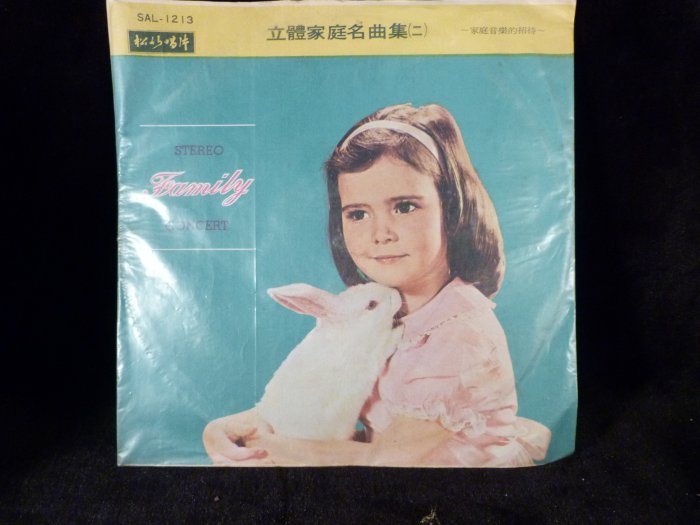 SAL-1213
松竹唱片
立體家庭名曲集(二)
～家庭音樂的招待～
STEREO
Family
CONCERT